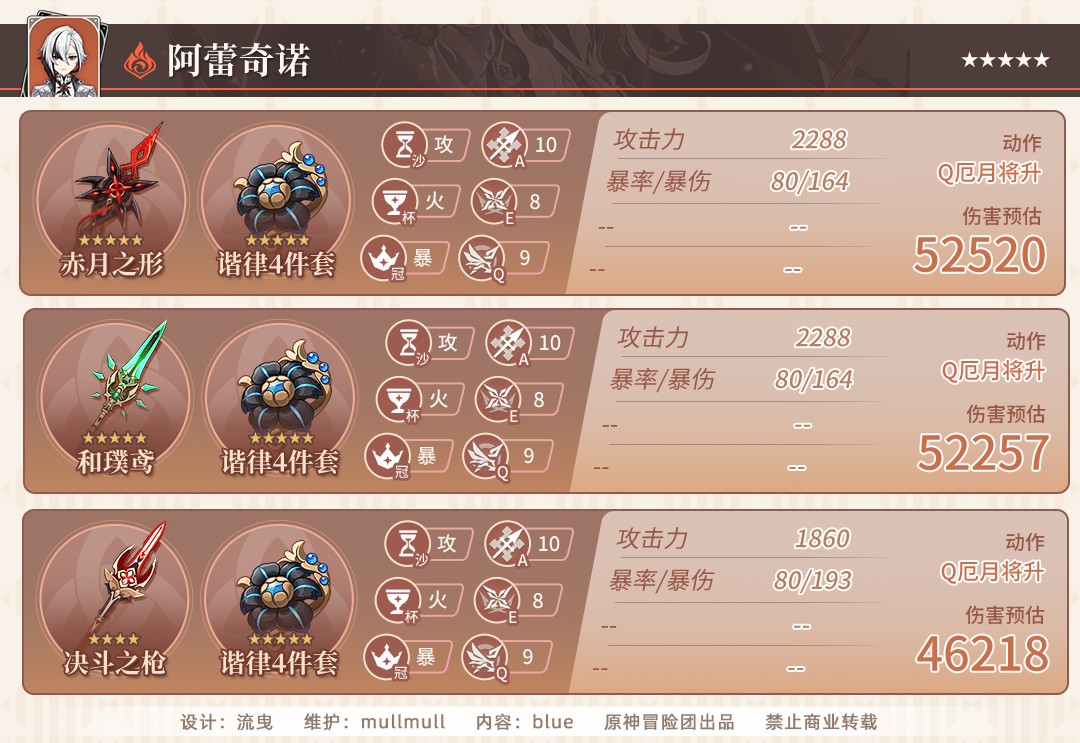 阿蕾奇诺
★★★★★
赤月之形
★★★★★
谐律4件套
★★★★★
沙 攻
A 10
杯 火
E 8
冠 暴
Q 9
攻击力 2288
暴率/暴伤 80/164
-- --
-- --
动作
Q厄月将升
伤害预估
52520
和璞鸢
★★★★★
谐律4件套
★★★★★
沙 攻
A 10
杯 火
E 8
冠 暴
Q 9
攻击力 2288
暴率/暴伤 80/164
-- --
-- --
动作
Q厄月将升
伤害预估
52257
决斗之枪
★★★★
谐律4件套
★★★★★
沙 攻
A 10
杯 火
E 8
冠 暴
Q 9
攻击力 1860
暴率/暴伤 80/193
-- --
-- --
动作
Q厄月将升
伤害预估
46218
设计：流曳 维护：mullmull 内容：blue 原神冒险团出品 禁止商业转载